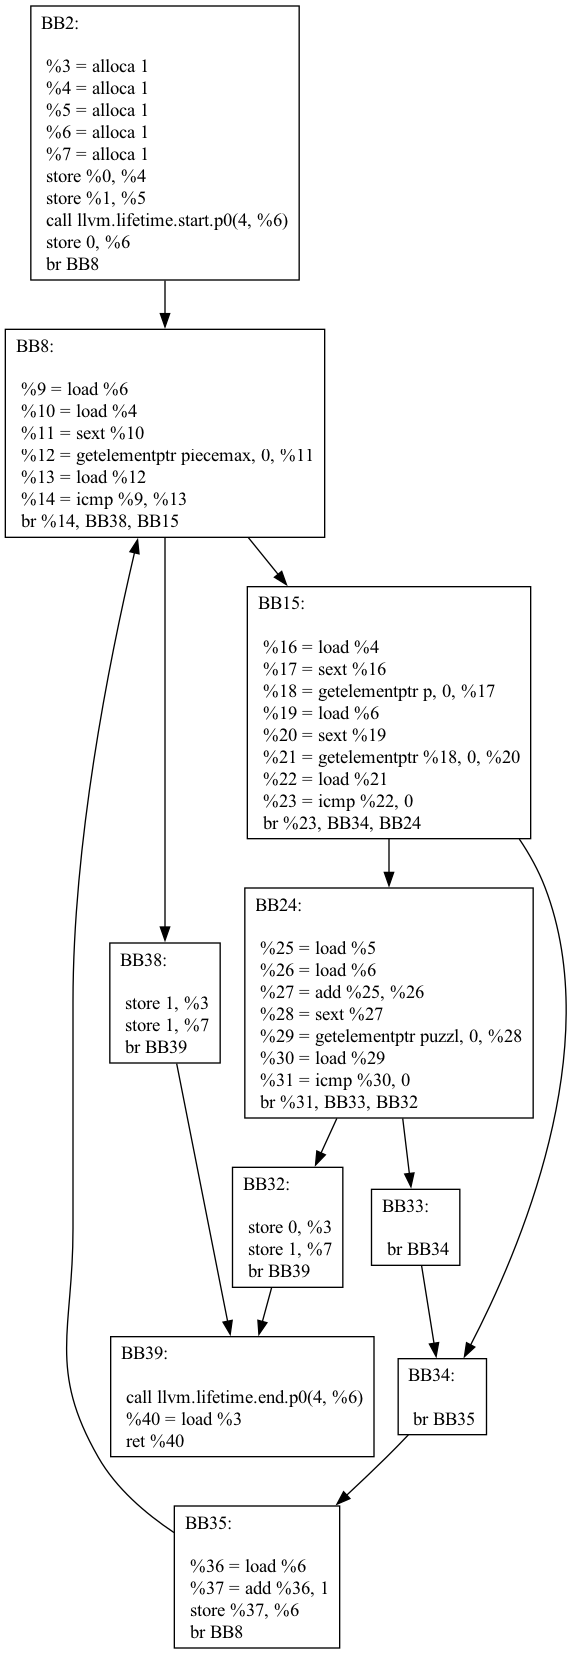 BB2:
%3 = alloca 1
%4 = alloca 1
%5 = alloca 1
%6 = alloca 1
%7 = alloca 1
store %0, %4
store %1, %5
call llvm.lifetime.start.p0(4, %6)
store 0, %6
br BB8
BB8:
%9 = load %6
%10 = load %4
%11 = sext %10
%12 = getelementptr piecemax, 0, %11
%13 = load %12
%14 = icmp %9, %13
br %14, BB38, BB15
BB15:
%16 = load %4
%17 = sext %16
%18 = getelementptr p, 0, %17
%19 = load %6
%20 = sext %19
%21 = getelementptr %18, 0, %20
%22 = load %21
%23 = icmp %22, 0
br %23, BB34, BB24
BB24:
%25 = load %5
%26 = load %6
%27 = add %25, %26
%28 = sext %27
%29 = getelementptr puzzl, 0, %28
%30 = load %29
%31 = icmp %30, 0
br %31, BB33, BB32
BB38:
store 1, %3
store 1, %7
br BB39
BB32:
store 0, %3
store 1, %7
br BB39
BB33:
br BB34
BB39:
call llvm.lifetime.end.p0(4, %6)
%40 = load %3
ret %40
BB34:
br BB35
BB35:
%36 = load %6
%37 = add %36, 1
store %37, %6
br BB8